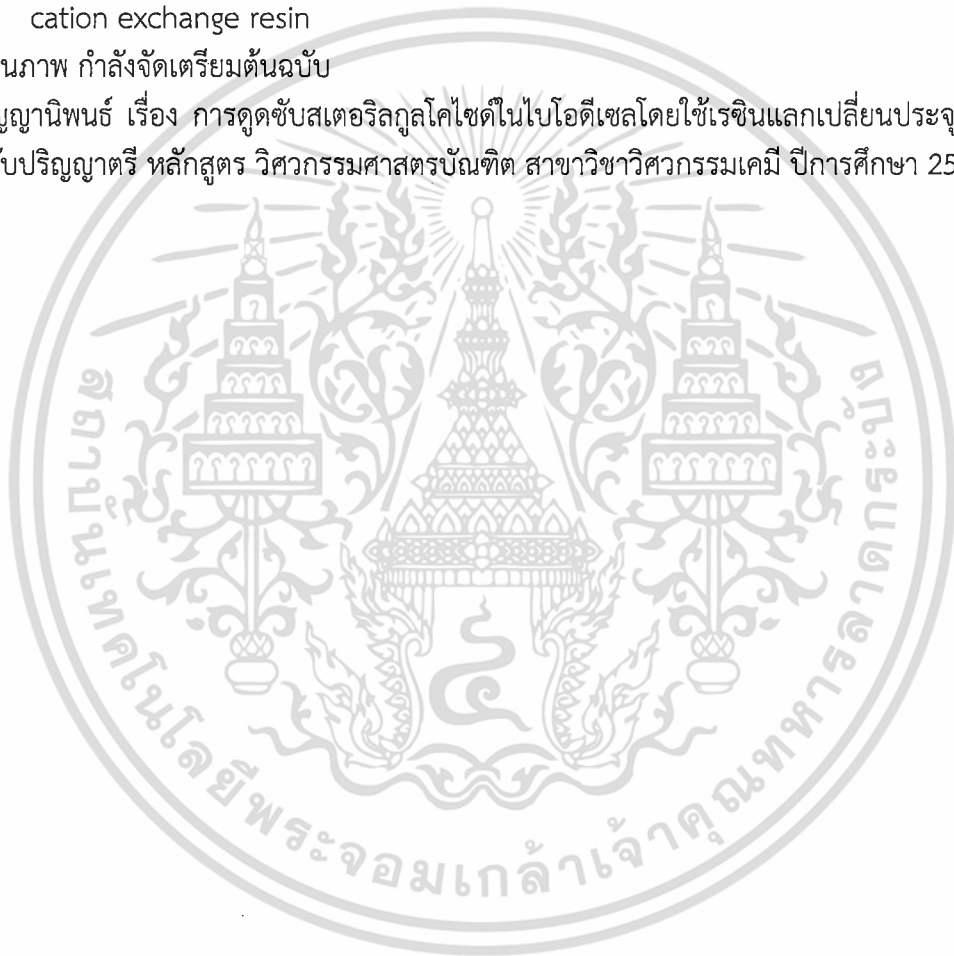 cation exchange resin
นภาพ กำลังจัดเตรียมต้นฉบับ
ญญานิพนธ์ เรื่อง การดูดซับสเตอริลกูลโคไซด์ในไบโอดีเซลโดยใช้เรซินแลกเปลี่ยนประจุ
ับปริญญาตรี หลักสูตร วิศวกรรมศาสตรบัณฑิต สาขาวิชาวิศวกรรมเคมี ปีการศึกษา 25
สถาบันเทคโนโลยีพระจอมเกล้าเจ้าคุณทหารลาดกระบัง